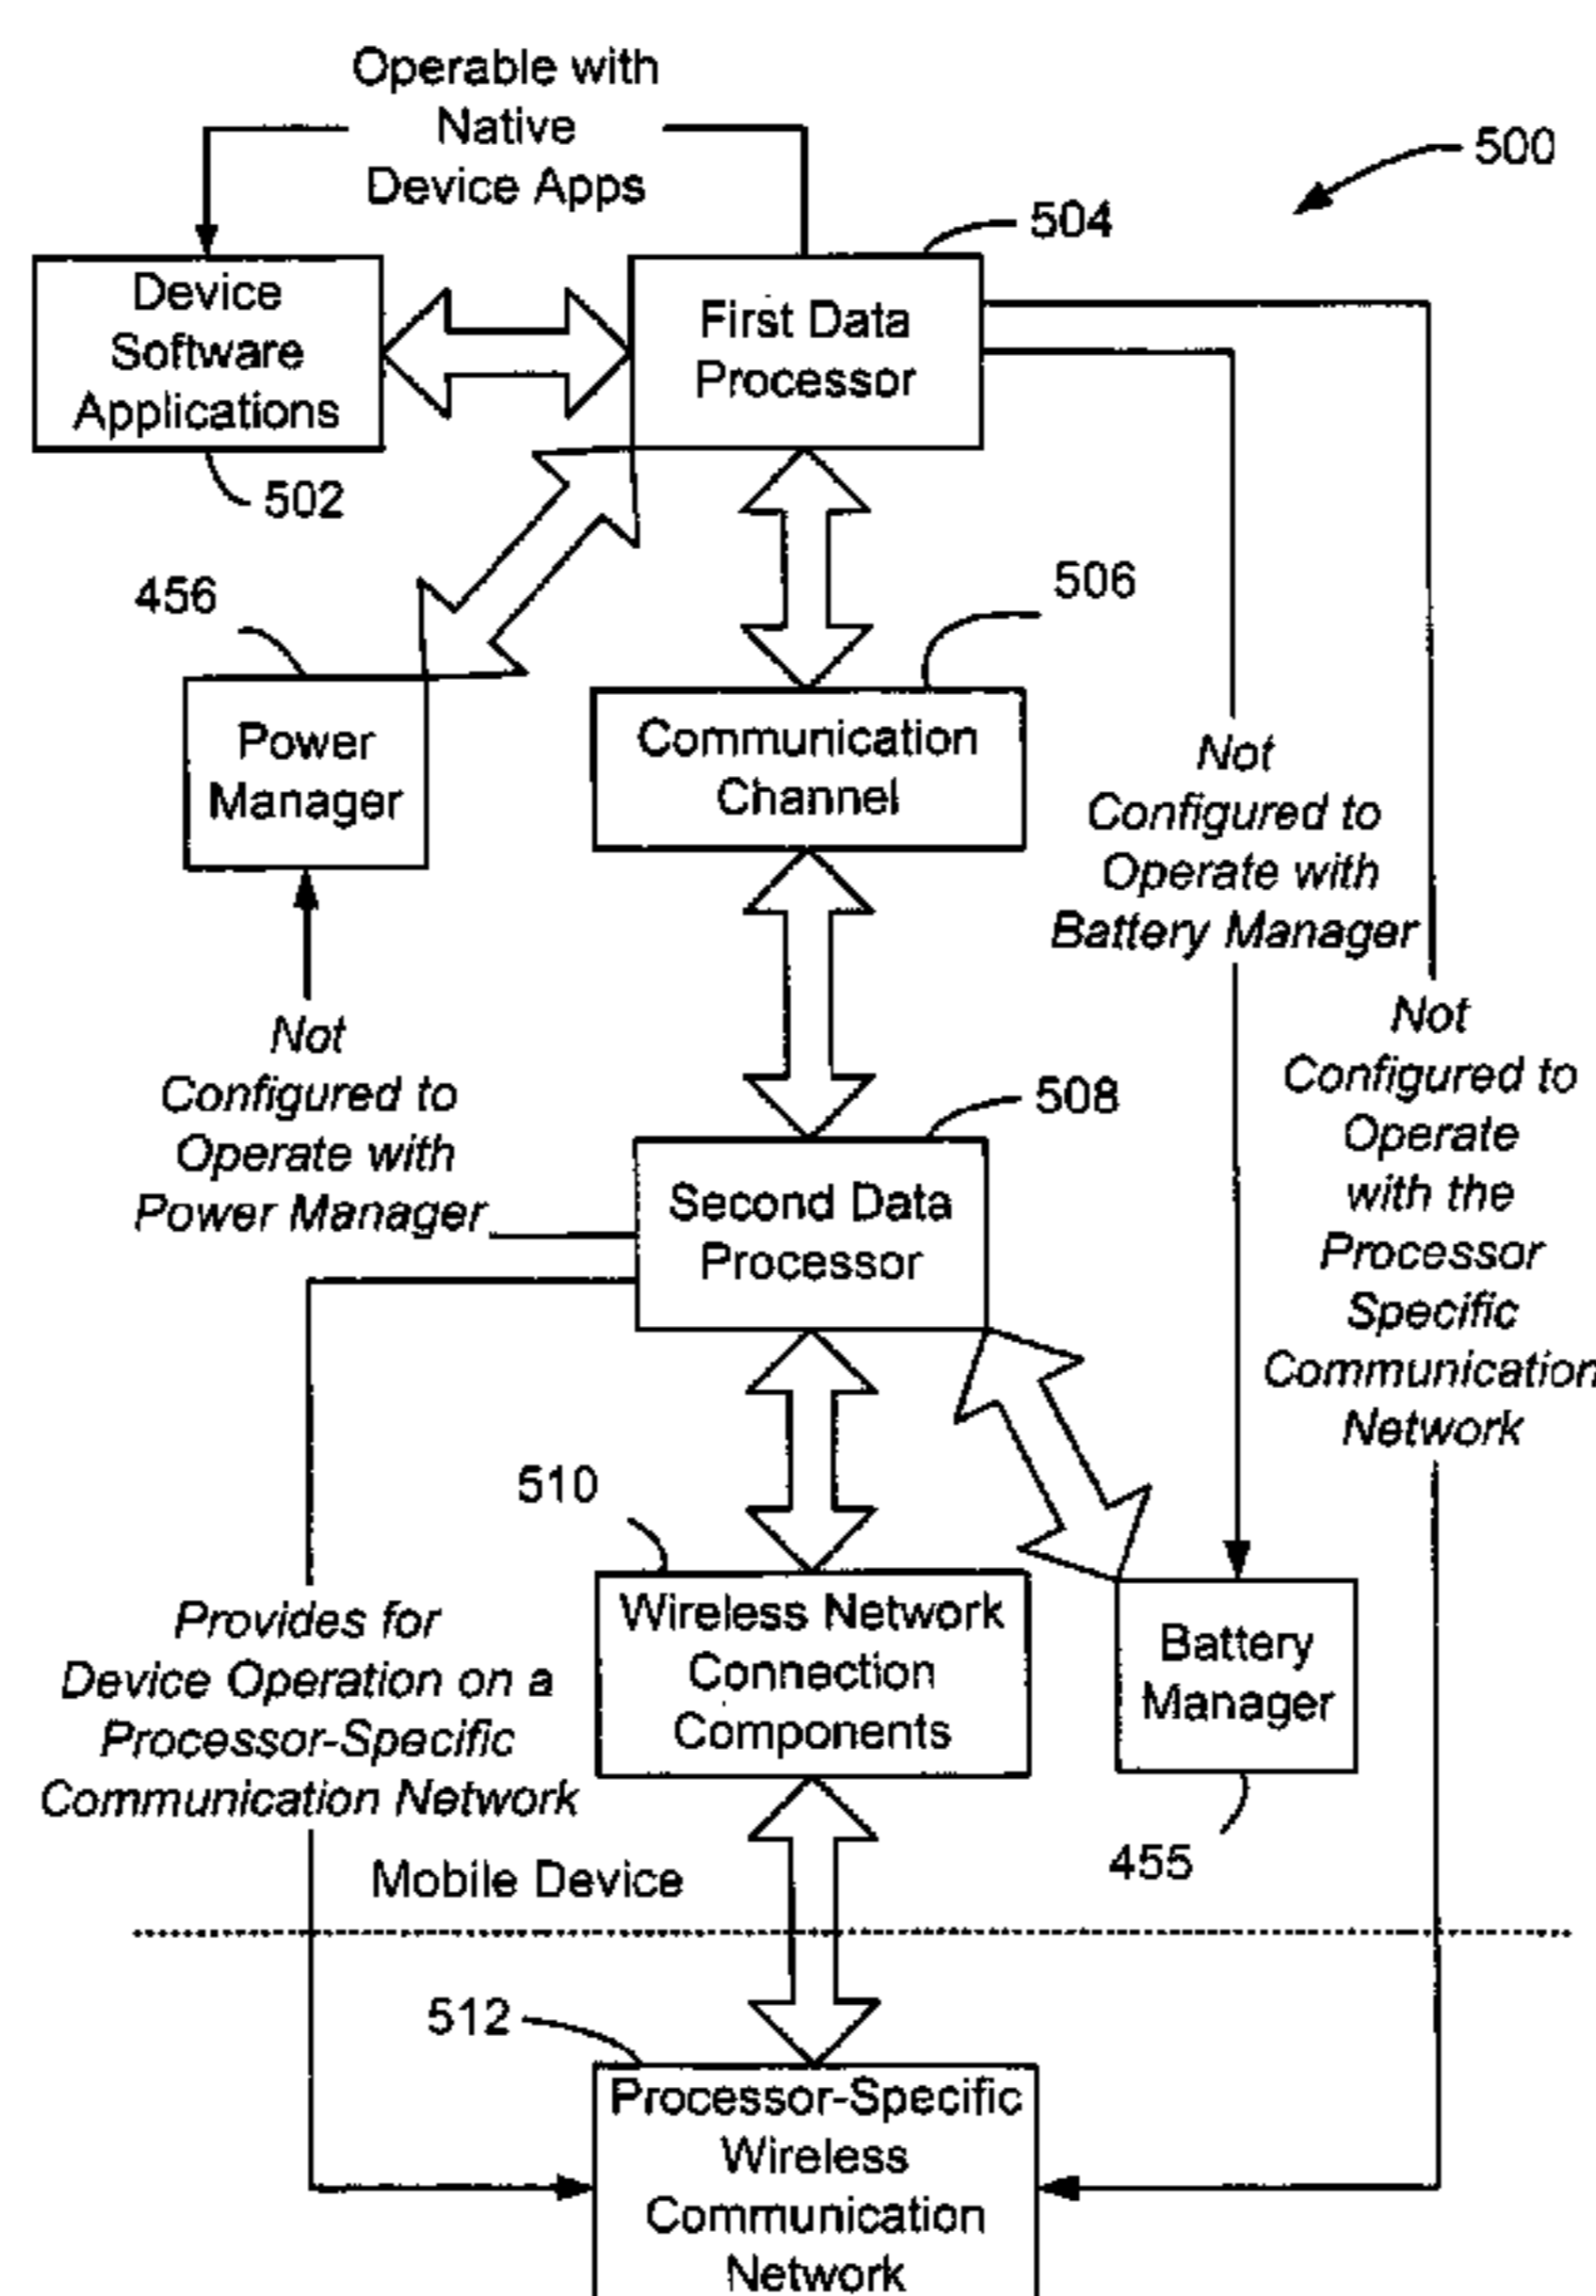 Operable with
Native
Device Apps
500
504
Device
Software
Applications
First Data
Processor
502
456
506
Power
Manager
Communication
Channel
Not
Configured to
Operate with
Battery Manager
Not
Configured to
Operate with
Power Manager
Not
Configured to
Operate
with the
Processor
Specific
Communication
Network
508
Second Data
Processor
510
Wireless Network
Connection
Components
Battery
Manager
Provides for
Device Operation on a
Processor-Specific
Communication Network
455
Mobile Device
512
Processor-Specific
Wireless
Communication
Network